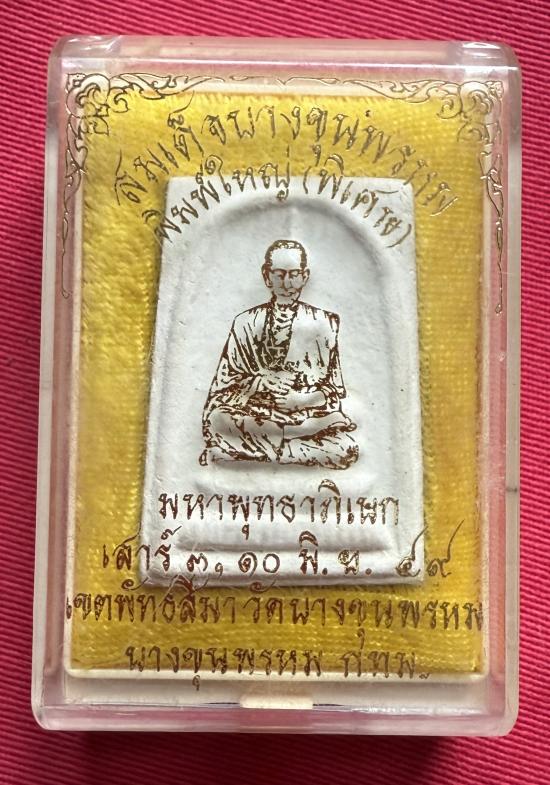 สมเด็จบางขุนพรหม
พิมพ์ใหญ่ (พิเศษ)
มหาพุทธาภิเษก
เสาร์ ๓, ๑๐ มิ.ย. ๔๙
เขตพัทธสีมา วัดบางขุนพรหม
บางขุนพรหม กทม.